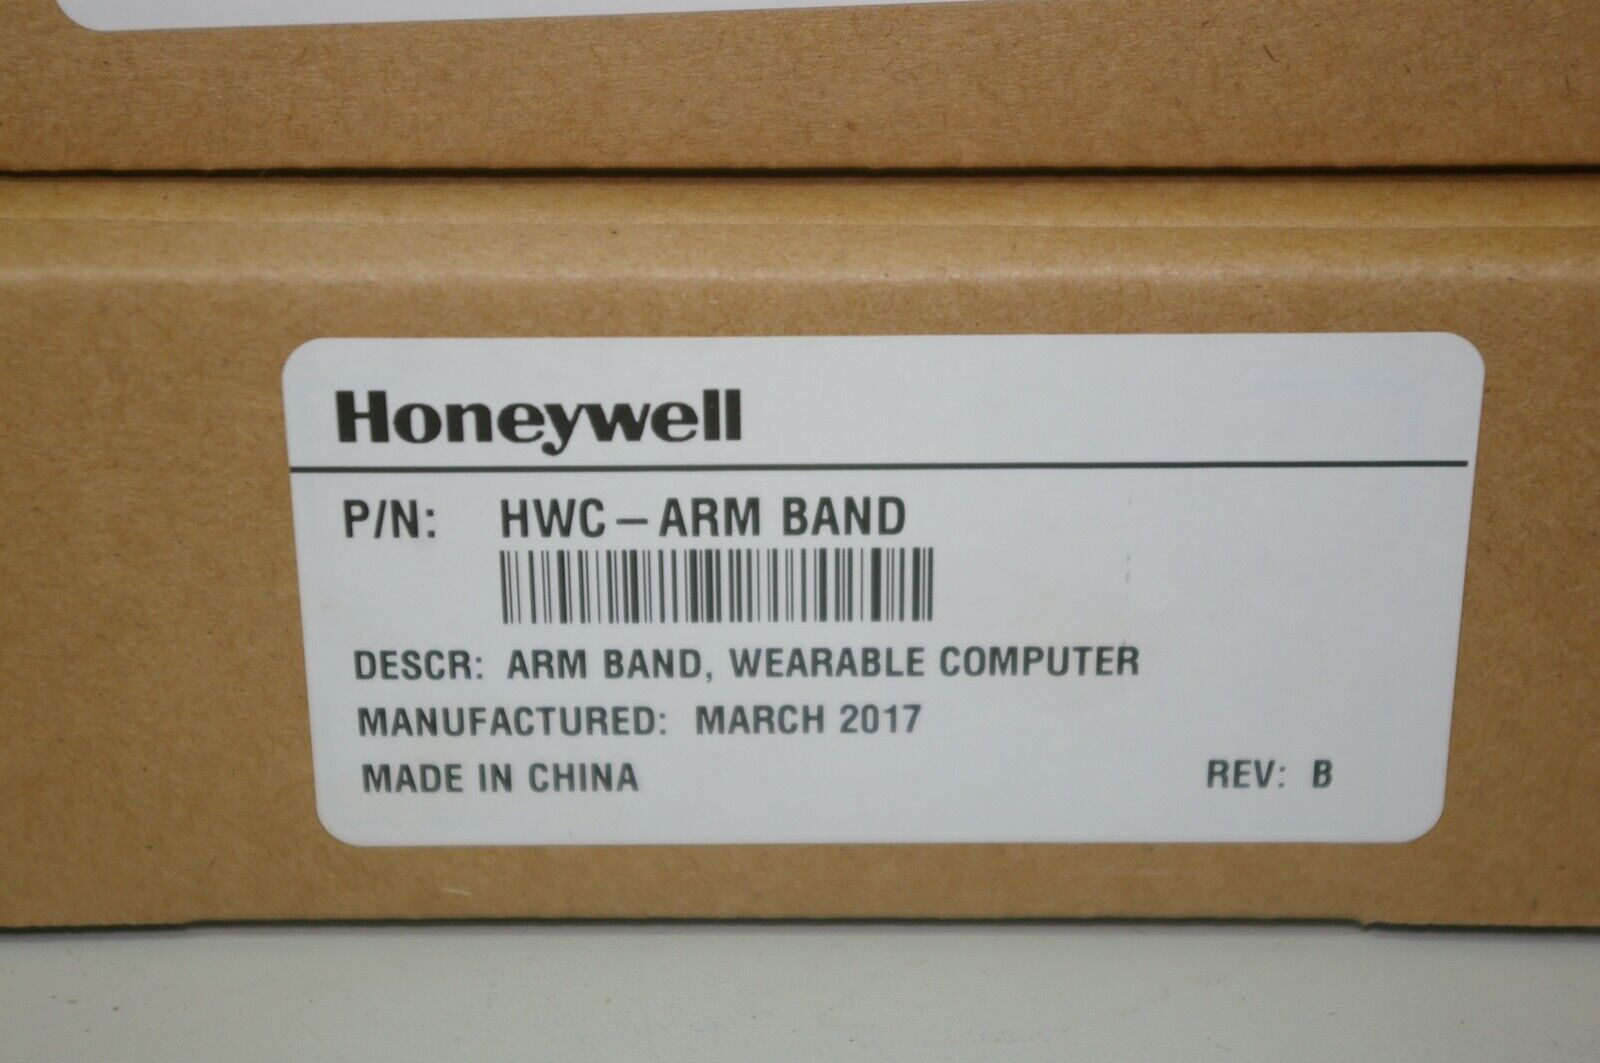 Honeywell
P/N: HWC-ARM BAND
DESCR: ARM BAND, WEARABLE COMPUTER
MANUFACTURED: MARCH 2017
MADE IN CHINA REV: B